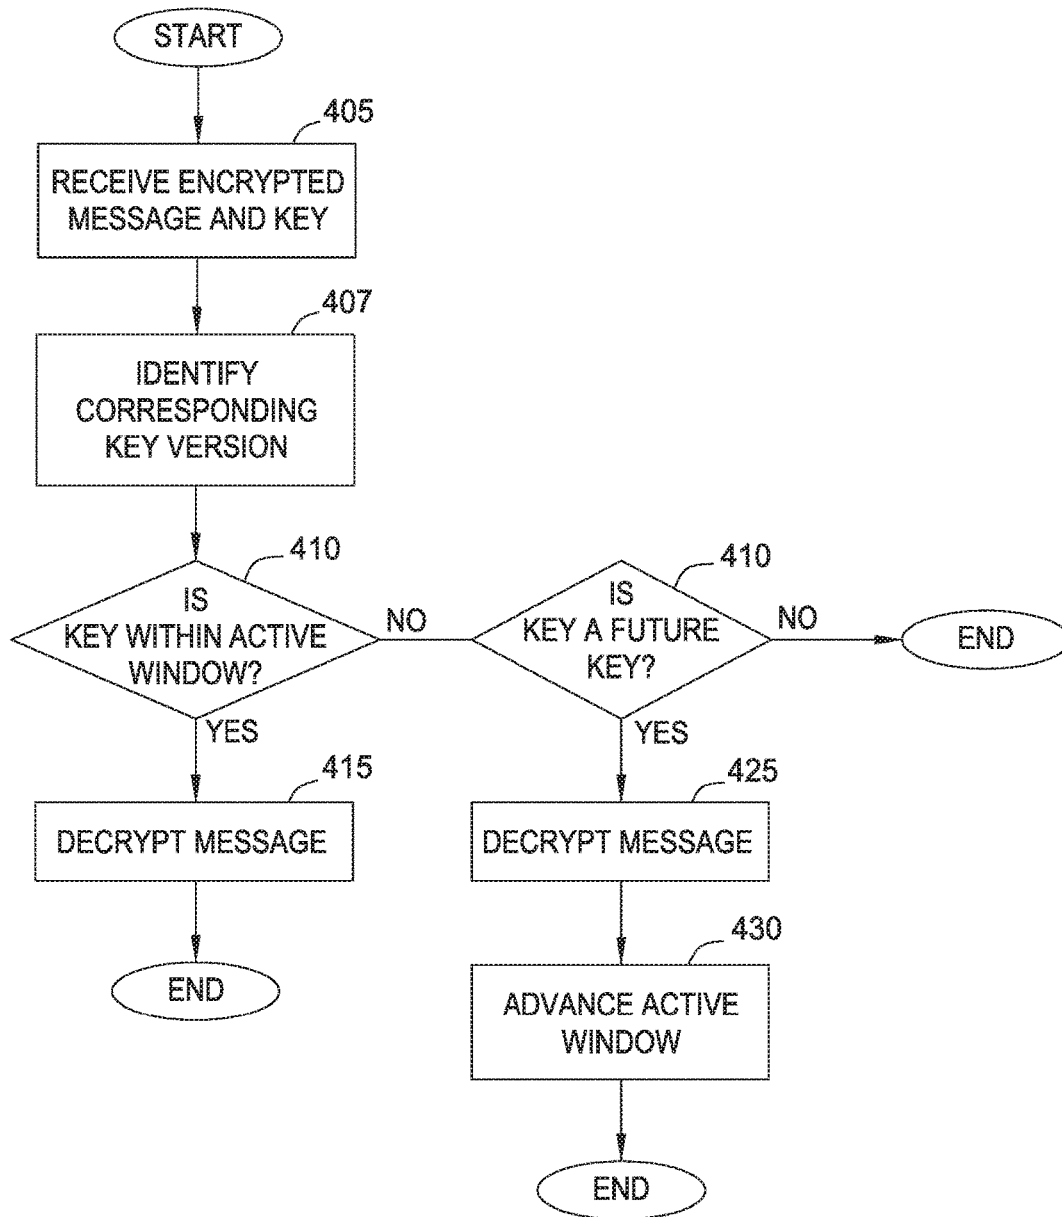 START
405
RECEIVE ENCRYPTED
MESSAGE AND KEY
407
IDENTIFY
CORRESPONDING
KEY VERSION
410
IS
KEY WITHIN ACTIVE
WINDOW?
NO
YES
410
IS
KEY A FUTURE
KEY?
NO
END
YES
415
DECRYPT MESSAGE
END
425
DECRYPT MESSAGE
430
ADVANCE ACTIVE
WINDOW
END